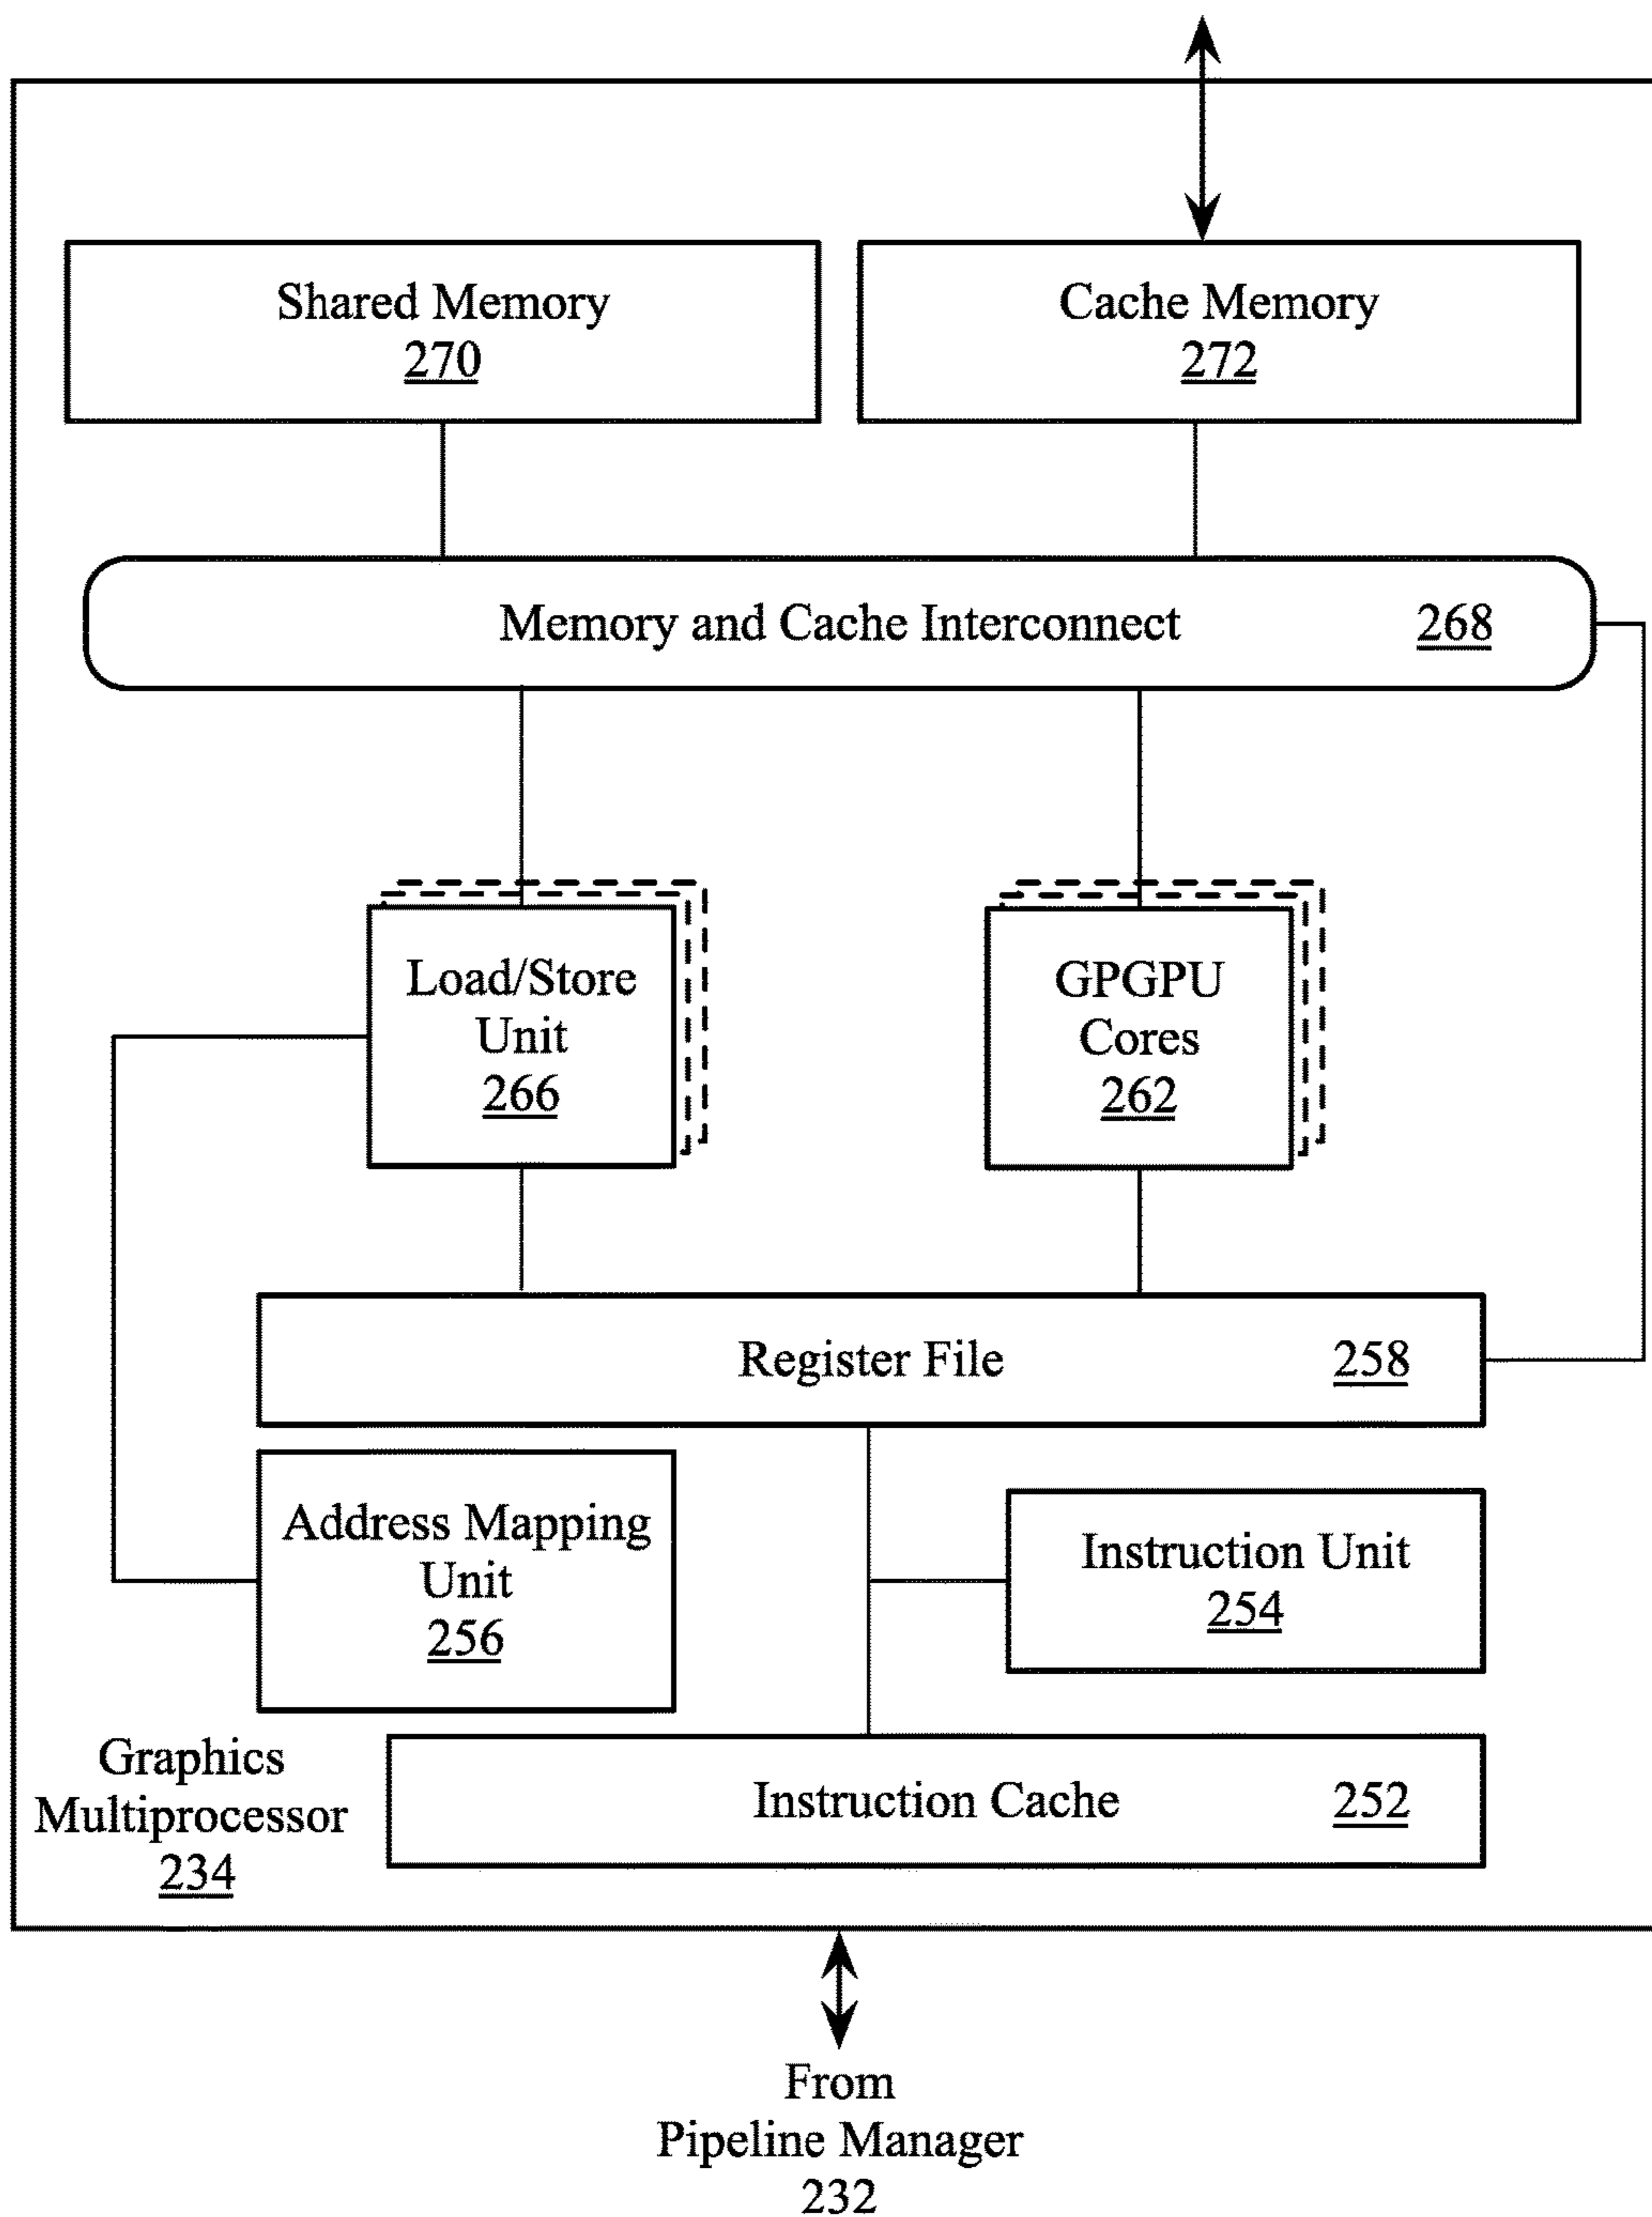 Shared Memory
270
Cache Memory
272
Memory and Cache Interconnect 268
Load/Store
Unit
266
GPGPU
Cores
262
Register File 258
Address Mapping
Unit
256
Instruction Unit
254
Graphics
Multiprocessor
234
Instruction Cache 252
From
Pipeline Manager
232